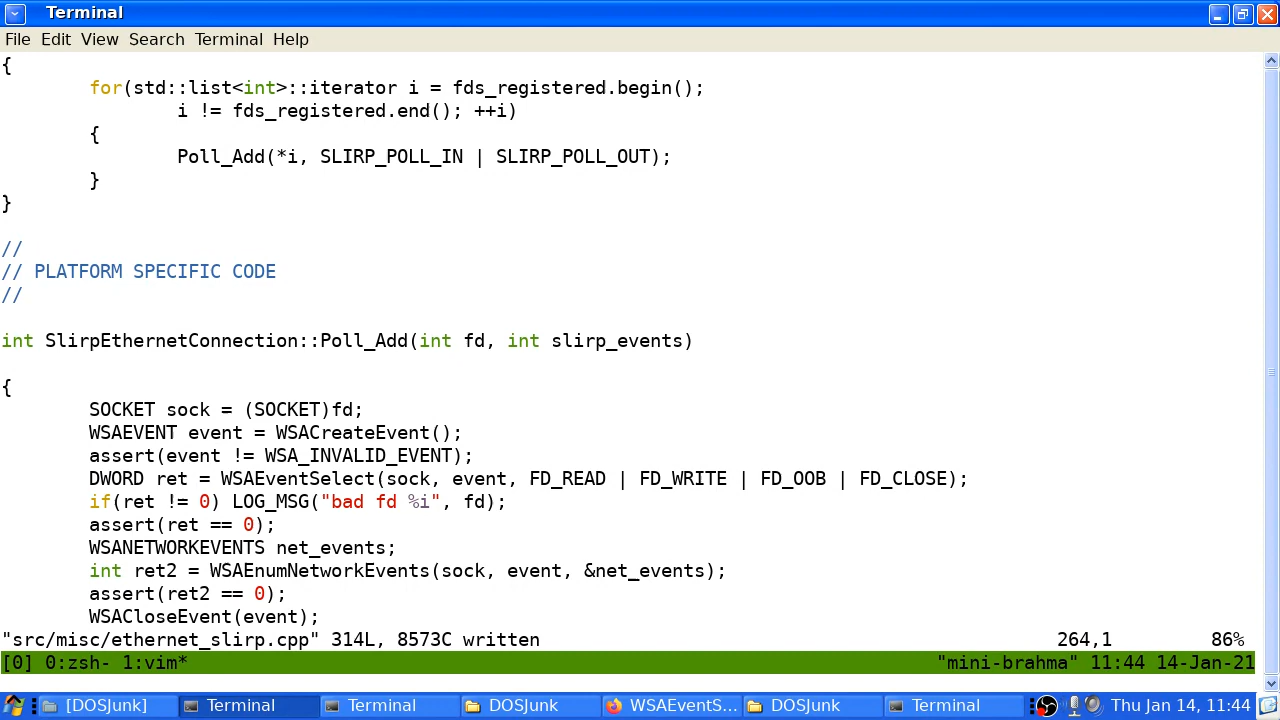 Terminal
File Edit View Search Terminal Help
{
        for(std::list<int>::iterator i = fds_registered.begin();
                i != fds_registered.end(); ++i)
        {
                Poll_Add(*i, SLIRP_POLL_IN | SLIRP_POLL_OUT);
        }
}
//
// PLATFORM SPECIFIC CODE
//
int SlirpEthernetConnection::Poll_Add(int fd, int slirp_events)
{
        SOCKET sock = (SOCKET)fd;
        WSAEVENT event = WSACreateEvent();
        assert(event != WSA_INVALID_EVENT);
        DWORD ret = WSAEventSelect(sock, event, FD_READ | FD_WRITE | FD_OOB | FD_CLOSE);
        if(ret != 0) LOG_MSG("bad fd %i", fd);
        assert(ret == 0);
        WSANETWORKEVENTS net_events;
        int ret2 = WSAEnumNetworkEvents(sock, event, &net_events);
        assert(ret2 == 0);
        WSACloseEvent(event);
"src/misc/ethernet_slirp.cpp" 314L, 8573C written 264,1 86%
[0] 0:zsh- 1:vim* "mini-brahma" 11:44 14-Jan-21
[DOSJunk] Terminal Terminal DOSJunk WSAEventS... DOSJunk Terminal Thu Jan 14, 11:44